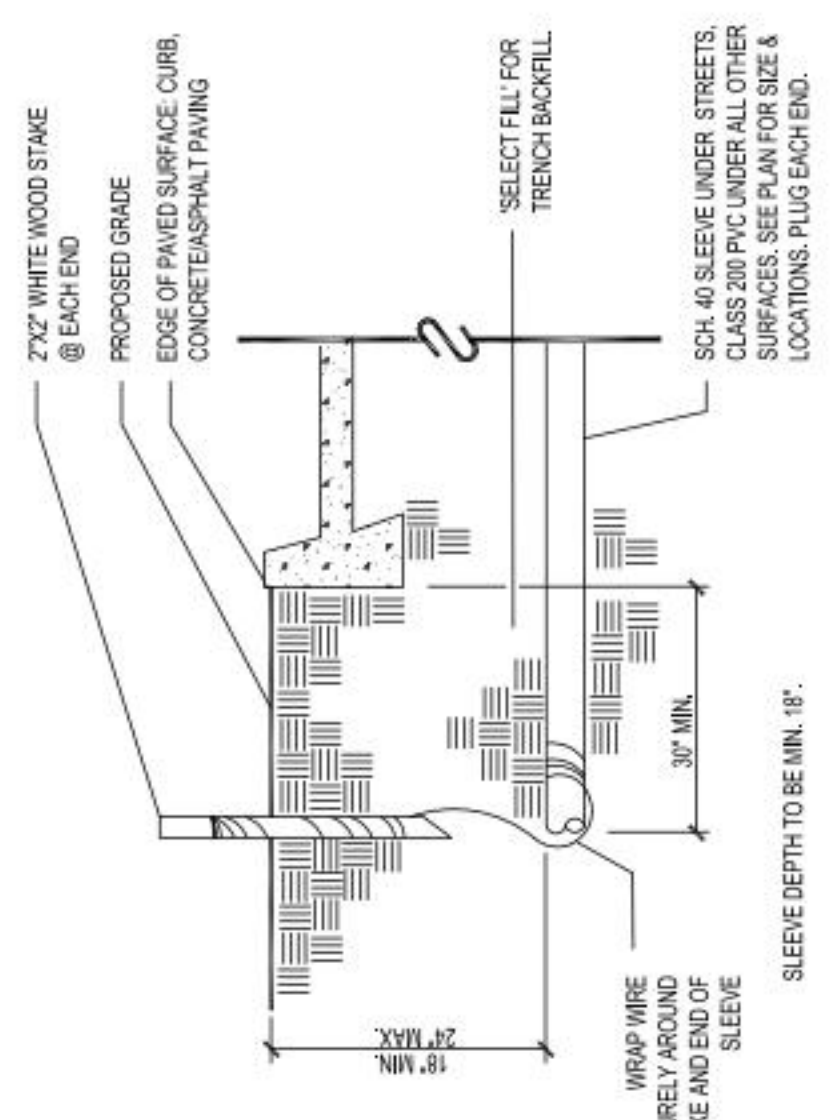 2"X2" WHITE WOOD STAKE
@ EACH END
PROPOSED GRADE
EDGE OF PAVED SURFACE: CURB,
CONCRETE/ASPHALT PAVING
'SELECT FILL' FOR
TRENCH BACKFILL.
SCH. 40 SLEEVE UNDER STREETS,
CLASS 200 PVC UNDER ALL OTHER
SURFACES. SEE PLAN FOR SIZE &
LOCATIONS. PLUG EACH END.
18" MIN.
24" MAX.
30" MIN.
WRAP WIRE
RELY AROUND
KE AND END OF
SLEEVE
SLEEVE DEPTH TO BE MIN. 18".